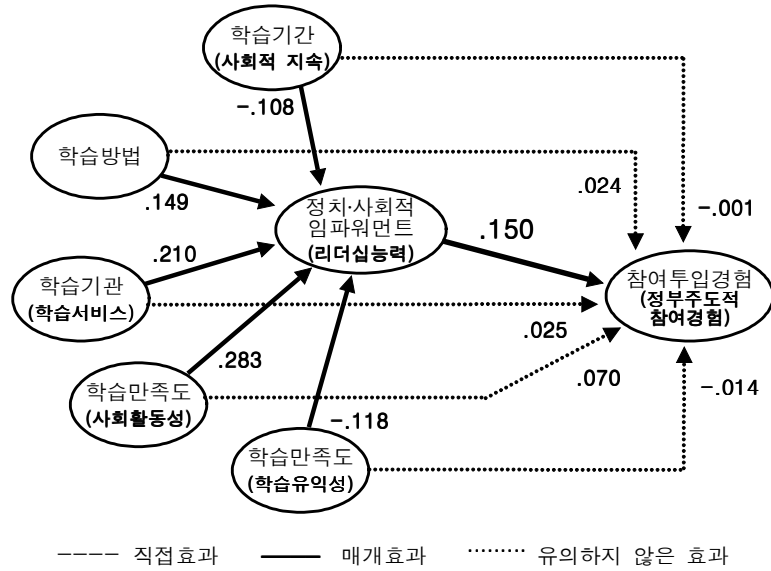 학습기간
(사회적 지속)
-.108
학습방법
.149
.024
-.001
정치·사회적
임파워먼트
(리더십능력)
.150
.210
학습기관
(학습서비스)
참여투입경험
(정부주도적
참여경험)
.025
.283
.070
-.014
학습만족도
(사회활동성)
-.118
학습만족도
(학습유익성)
직접효과
매개효과
유의하지 않은 효과